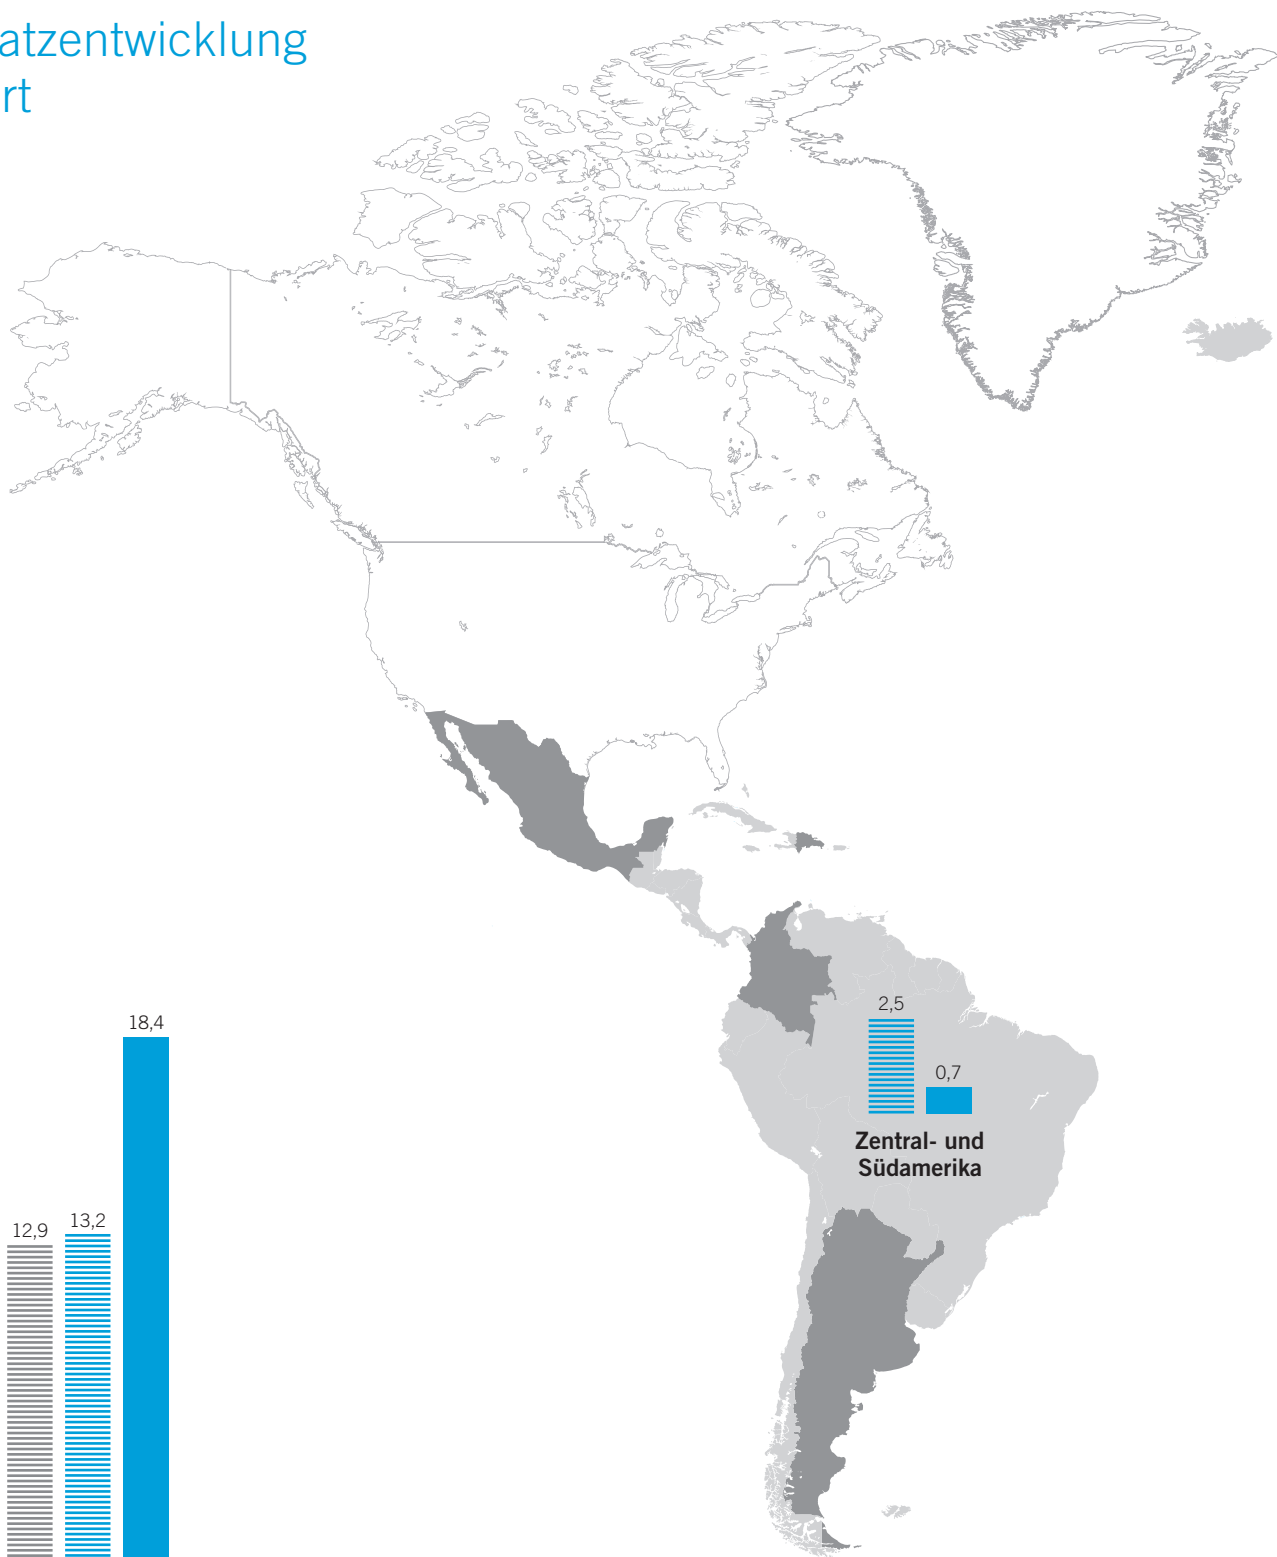 atzentwicklung
rt
2,5
0,7
Zentral- und
Südamerika
18,4
12,9
13,2